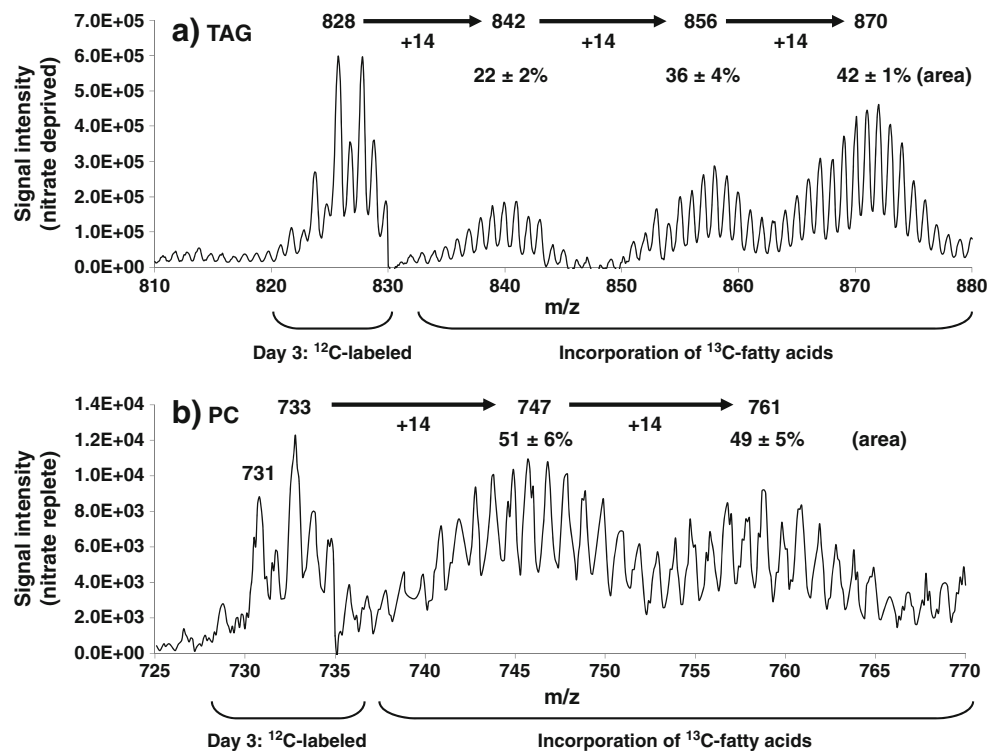 a) TAG
828 842 856 870
+14 +14 +14
22 ± 2% 36 ± 4% 42 ± 1% (area)
Signal intensity
(nitrate deprived)
7.0E+05
6.0E+05
5.0E+05
4.0E+05
3.0E+05
2.0E+05
1.0E+05
0.0E+00
810 820 830 840 850 860 870 880
m/z
Day 3: ¹²C-labeled Incorporation of ¹³C-fatty acids
b) PC
733 747 761
+14 +14
51 ± 6% 49 ± 5% (area)
731
Signal intensity
(nitrate replete)
1.4E+04
1.2E+04
1.0E+04
8.0E+03
6.0E+03
4.0E+03
2.0E+03
0.0E+00
725 730 735 740 745 750 755 760 765 770
m/z
Day 3: ¹²C-labeled Incorporation of ¹³C-fatty acids